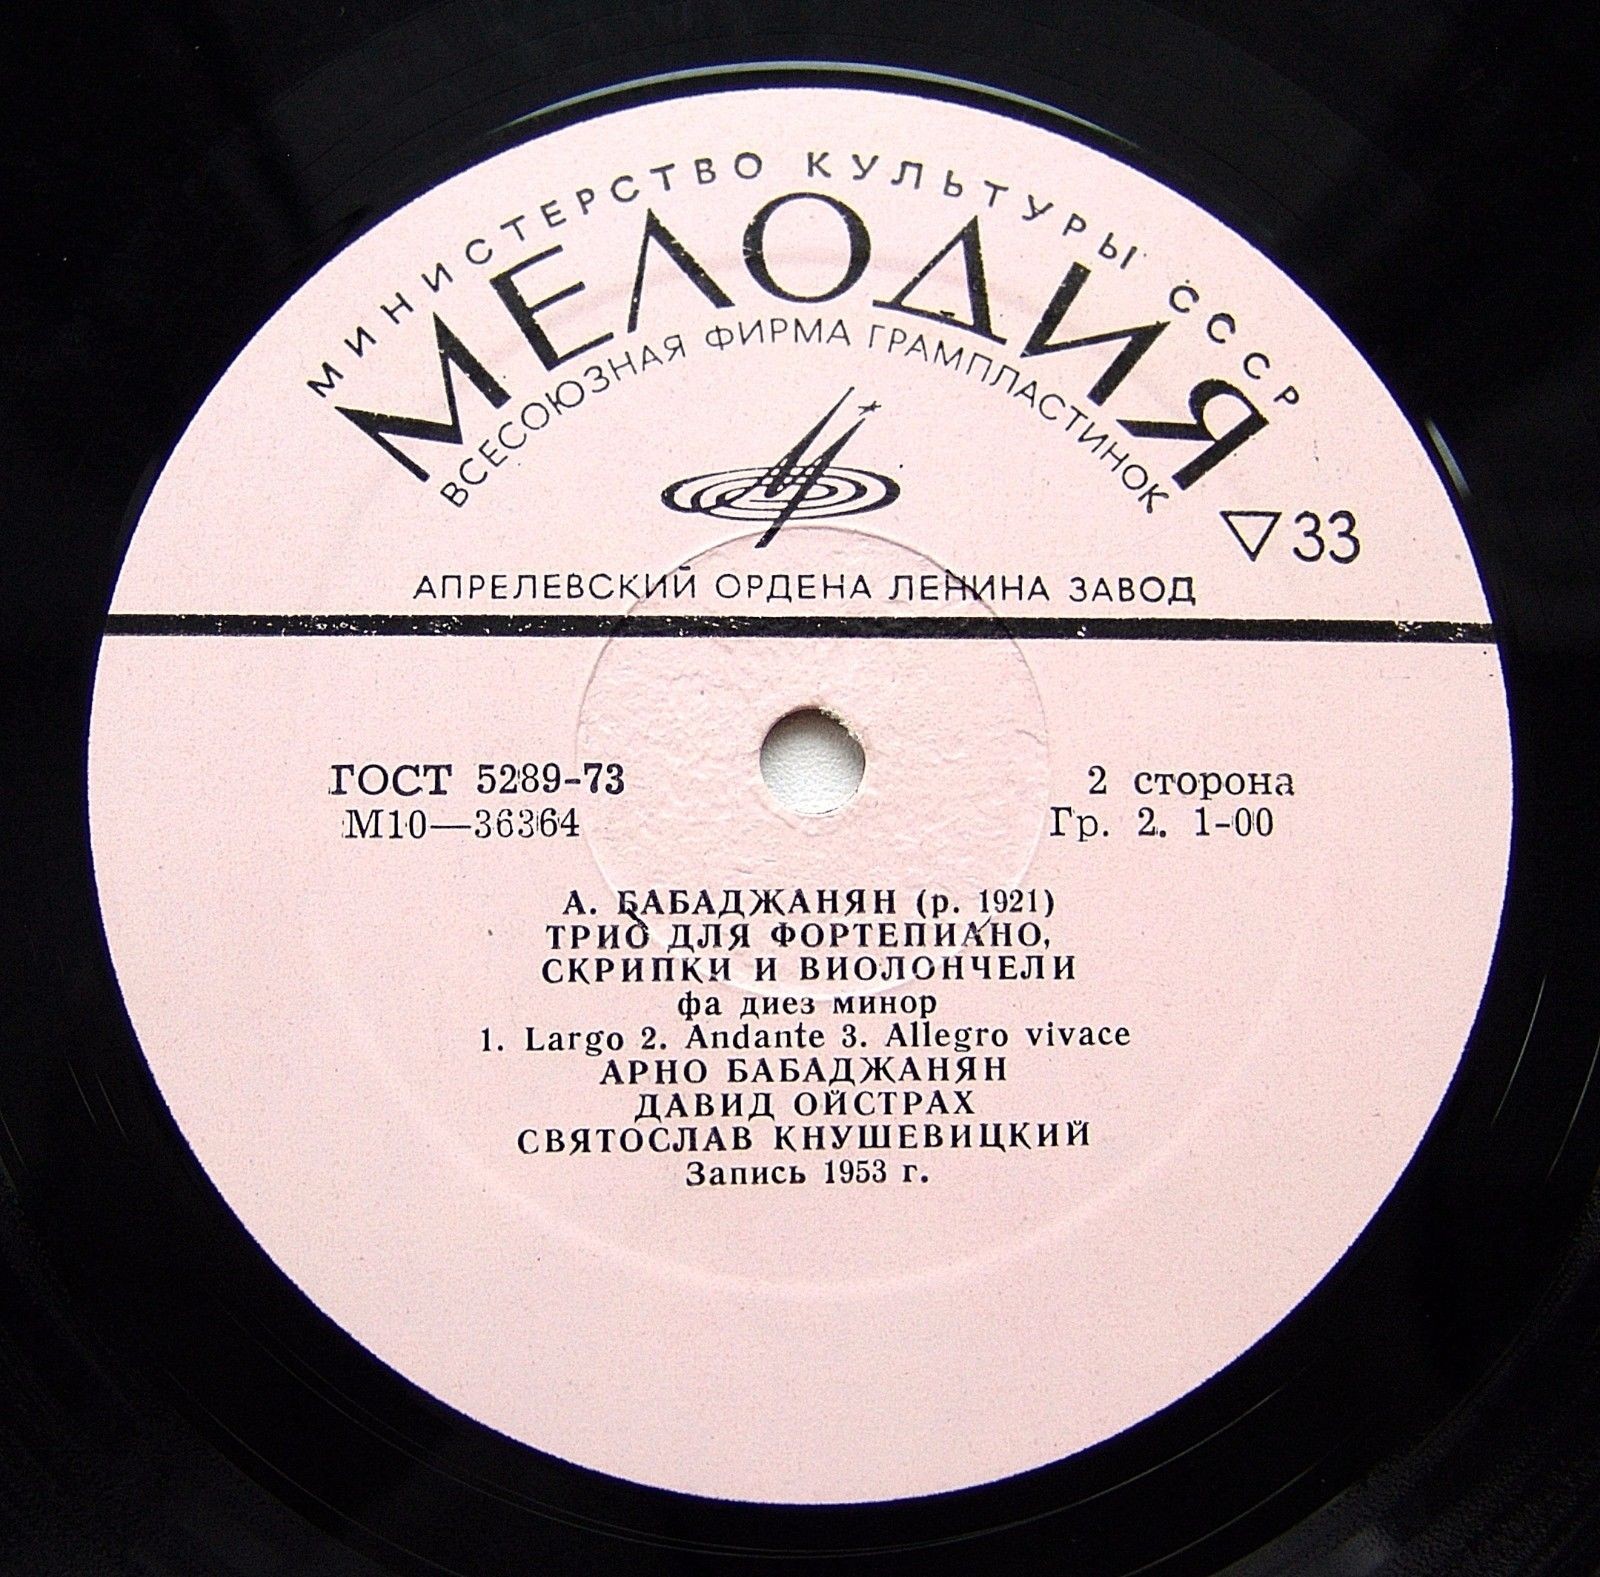 МИНИСТЕРСТВО КУЛЬТУРЫ СССР
МЕЛОДИЯ
ВСЕСОЮЗНАЯ ФИРМА ГРАМПЛАСТИНОК
▽33
АПРЕЛЕВСКИЙ ОРДЕНА ЛЕНИНА ЗАВОД
ГОСТ 5289-73
М10—36364
2 сторона
Гр. 2. 1-00
А. БАБАДЖАНЯН (р. 1921)
ТРИО ДЛЯ ФОРТЕПИАНО,
СКРИПКИ И ВИОЛОНЧЕЛИ
фа диез минор
1. Largo 2. Andante 3. Allegro vivace
АРНО БАБАДЖАНЯН
ДАВИД ОЙСТРАХ
СВЯТОСЛАВ КНУШЕВИЦКИЙ
Запись 1953 г.